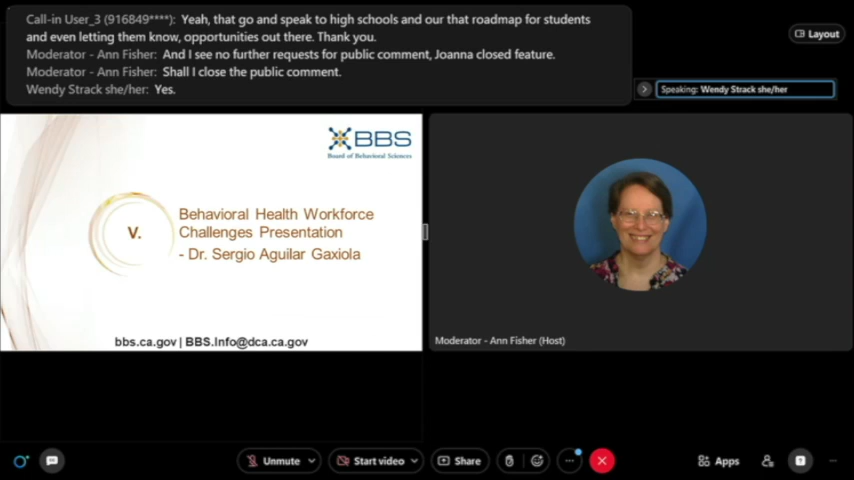 Call-in User_3 (916849****): Yeah, that go and speak to high schools and our that roadmap for students
and even letting them know, opportunities out there. Thank you.
Moderator - Ann Fisher: And I see no further requests for public comment, Joanna closed feature.
Moderator - Ann Fisher: Shall I close the public comment.
Wendy Strack she/her: Yes.
Layout
Speaking: Wendy Strack she/her
BBS
Board of Behavioral Sciences
V.
Behavioral Health Workforce
Challenges Presentation
- Dr. Sergio Aguilar Gaxiola
bbs.ca.gov | BBS.Info@dca.ca.gov
Moderator - Ann Fisher (Host)
Unmute
Start video
Share
Apps